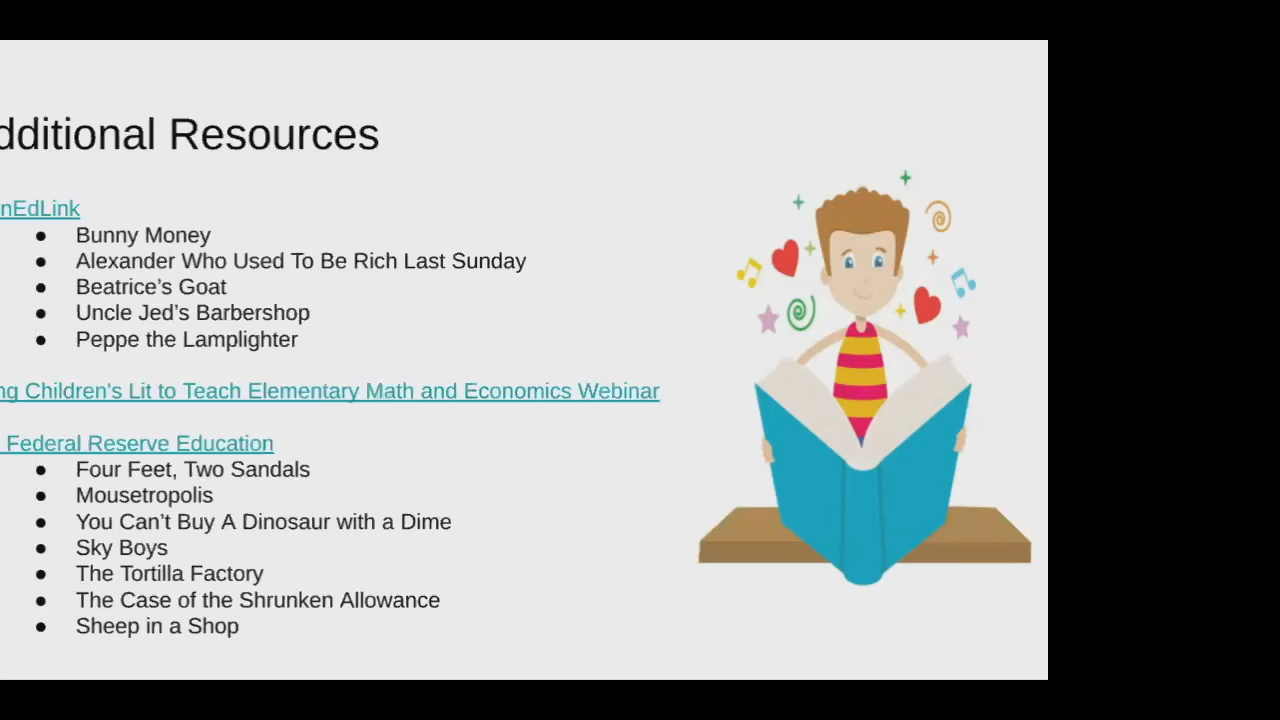 dditional Resources
nEdLink
● Bunny Money
● Alexander Who Used To Be Rich Last Sunday
● Beatrice's Goat
● Uncle Jed's Barbershop
● Peppe the Lamplighter
ng Children's Lit to Teach Elementary Math and Economics Webinar
Federal Reserve Education
● Four Feet, Two Sandals
● Mousetropolis
● You Can't Buy A Dinosaur with a Dime
● Sky Boys
● The Tortilla Factory
● The Case of the Shrunken Allowance
● Sheep in a Shop